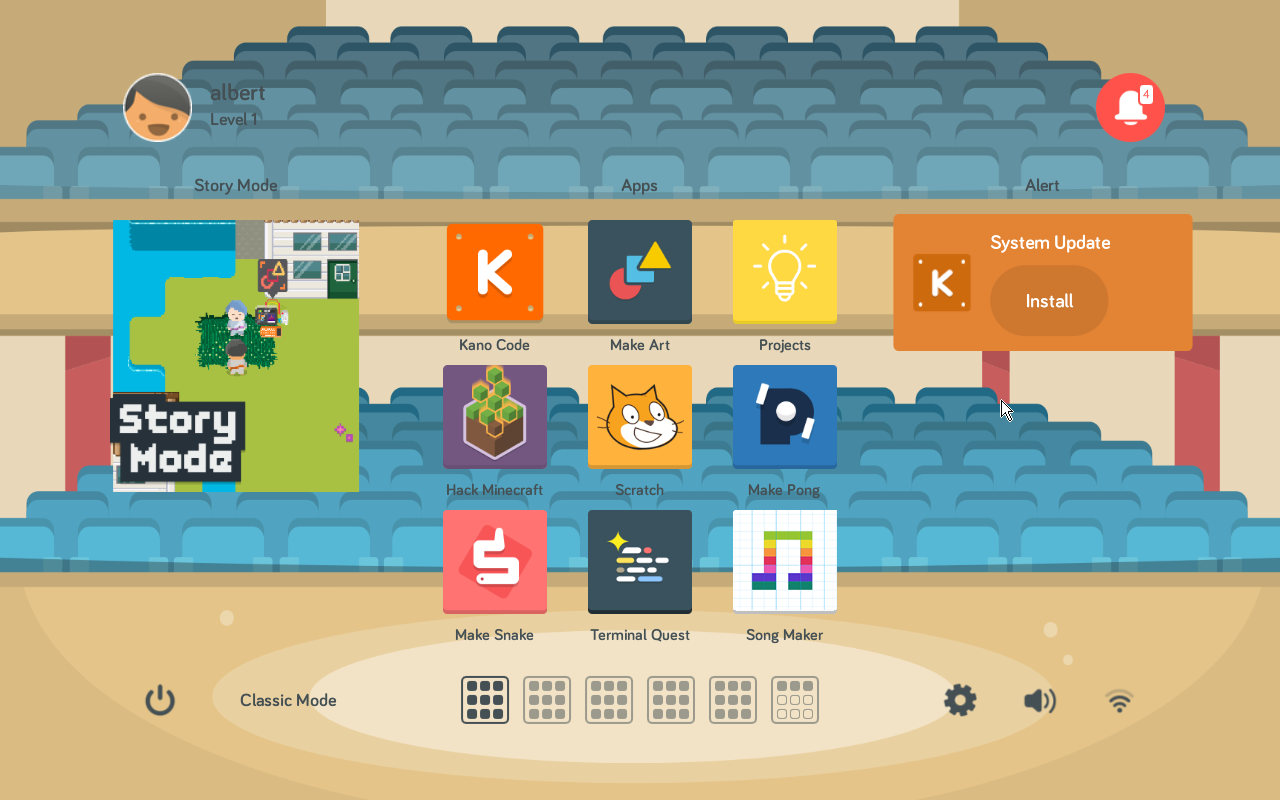 albert
Level 1
4
Story Mode
Apps
Alert
System Update
Install
K
K
Kano Code
Make Art
Projects
Story
Mode
Hack Minecraft
Scratch
Make Pong
Make Snake
Terminal Quest
Song Maker
Classic Mode